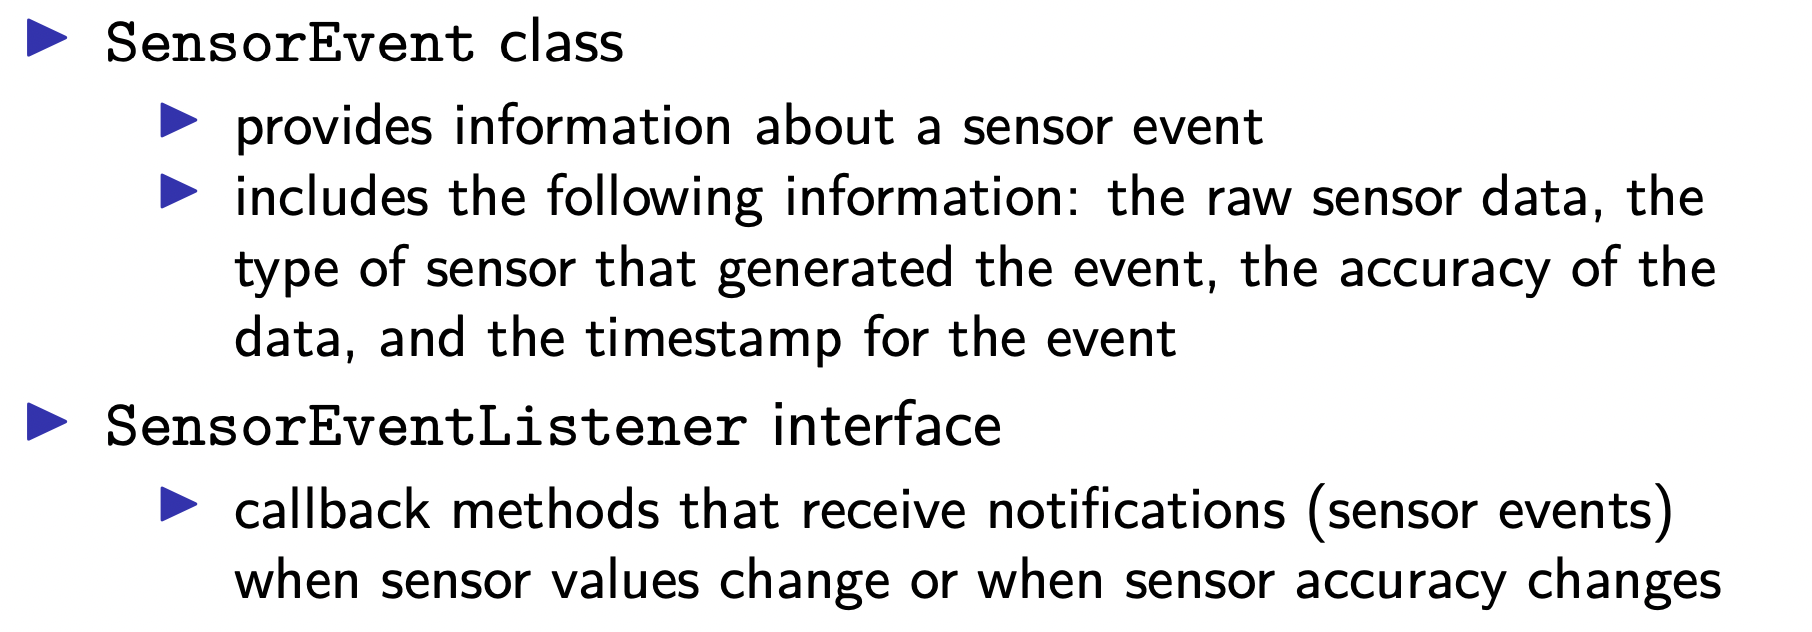 SensorEvent class
provides information about a sensor event
includes the following information: the raw sensor data, the
type of sensor that generated the event, the accuracy of the
data, and the timestamp for the event
SensorEventListener interface
callback methods that receive notifications (sensor events)
when sensor values change or when sensor accuracy changes